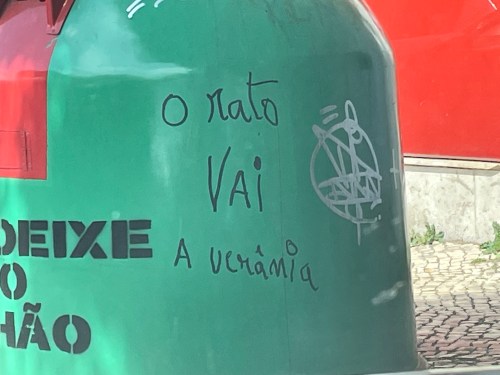 O rato
VAi
A verânia
DEIXE
O
HÃO